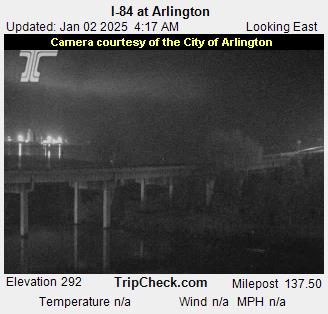 I-84 at Arlington
Updated: Jan 02 2025 4:17 AM Looking East
Camera courtesy of the City of Arlington
Elevation 292 TripCheck.com Milepost 137.50
Temperature n/a Wind n/a MPH n/a